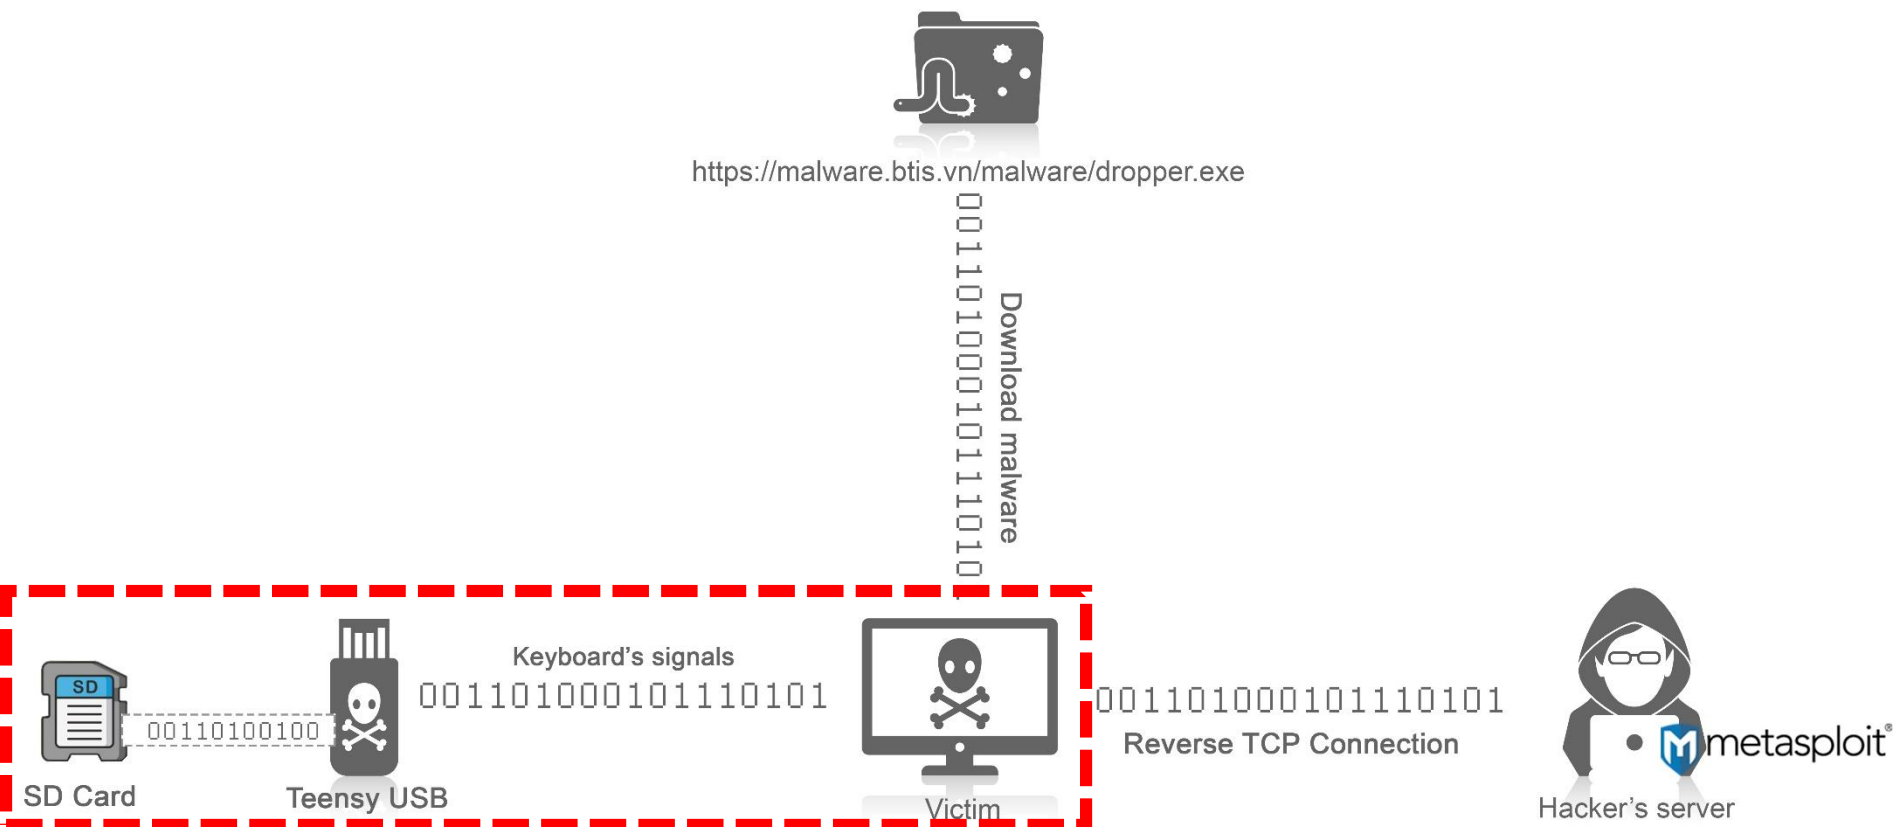 https://malware.btis.vn/malware/dropper.exe
00110100010111010
Download malware
SD
00110100100
SD Card
Teensy USB
Keyboard's signals
001101000101110101
Victim
001101000101110101
Reverse TCP Connection
metasploit®
Hacker's server